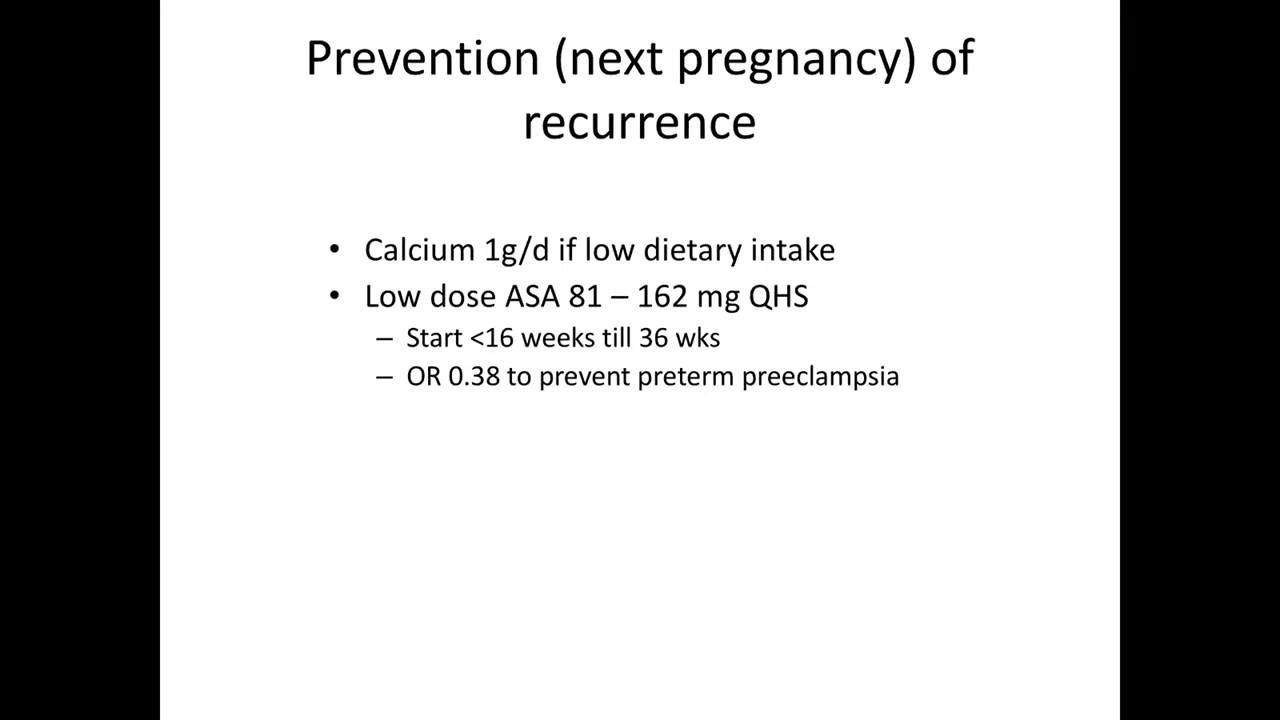 Prevention (next pregnancy) of
recurrence
• Calcium 1g/d if low dietary intake
• Low dose ASA 81 – 162 mg QHS
– Start <16 weeks till 36 wks
– OR 0.38 to prevent preterm preeclampsia